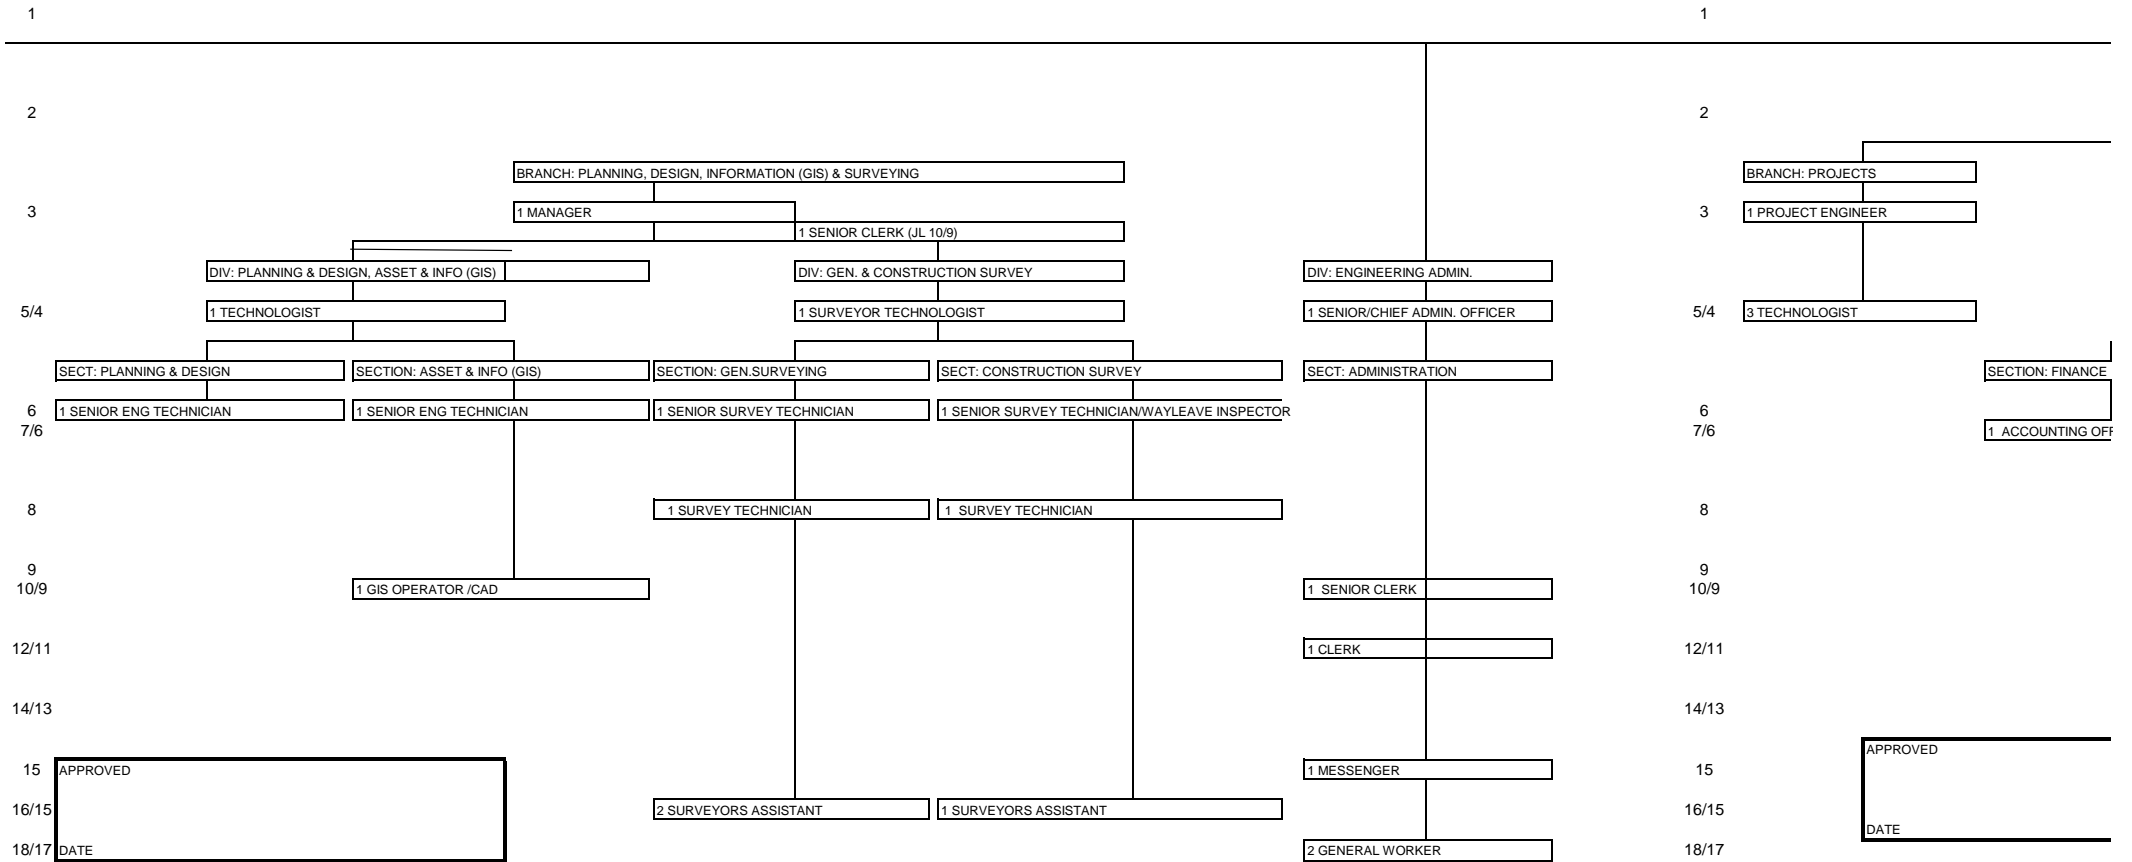 1 1
2 2
BRANCH: PLANNING, DESIGN, INFORMATION (GIS) & SURVEYING BRANCH: PROJECTS
3 1 MANAGER 3 1 PROJECT ENGINEER
1 SENIOR CLERK (JL 10/9)
DIV: PLANNING & DESIGN, ASSET & INFO (GIS) DIV: GEN. & CONSTRUCTION SURVEY DIV: ENGINEERING ADMIN.
5/4 1 TECHNOLOGIST 1 SURVEYOR TECHNOLOGIST 1 SENIOR/CHIEF ADMIN. OFFICER 5/4 3 TECHNOLOGIST
SECT: PLANNING & DESIGN SECTION: ASSET & INFO (GIS) SECTION: GEN.SURVEYING SECT: CONSTRUCTION SURVEY SECT: ADMINISTRATION SECTION: FINANCE
6 1 SENIOR ENG TECHNICIAN 1 SENIOR ENG TECHNICIAN 1 SENIOR SURVEY TECHNICIAN 1 SENIOR SURVEY TECHNICIAN/WAYLEAVE INSPECTOR 6
7/6 7/6 1 ACCOUNTING
8 1 SURVEY TECHNICIAN 1 SURVEY TECHNICIAN 8
9 9
10/9 1 GIS OPERATOR /CAD 1 SENIOR CLERK 10/9
12/11 1 CLERK 12/11
14/13 14/13
APPROVED
15 APPROVED 1 MESSENGER 15
16/15 2 SURVEYORS ASSISTANT 1 SURVEYORS ASSISTANT 16/15
DATE
18/17 DATE 2 GENERAL WORKER 18/17